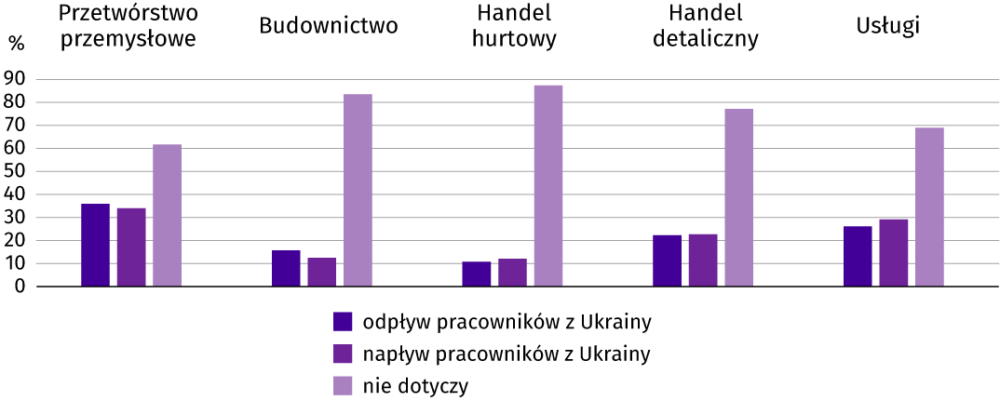 Przetwórstwo
przemysłowe
Budownictwo
Handel
hurtowy
Handel
detaliczny
Usługi
%
90
80
70
60
50
40
30
20
10
0
odpływ pracowników z Ukrainy
napływ pracowników z Ukrainy
nie dotyczy